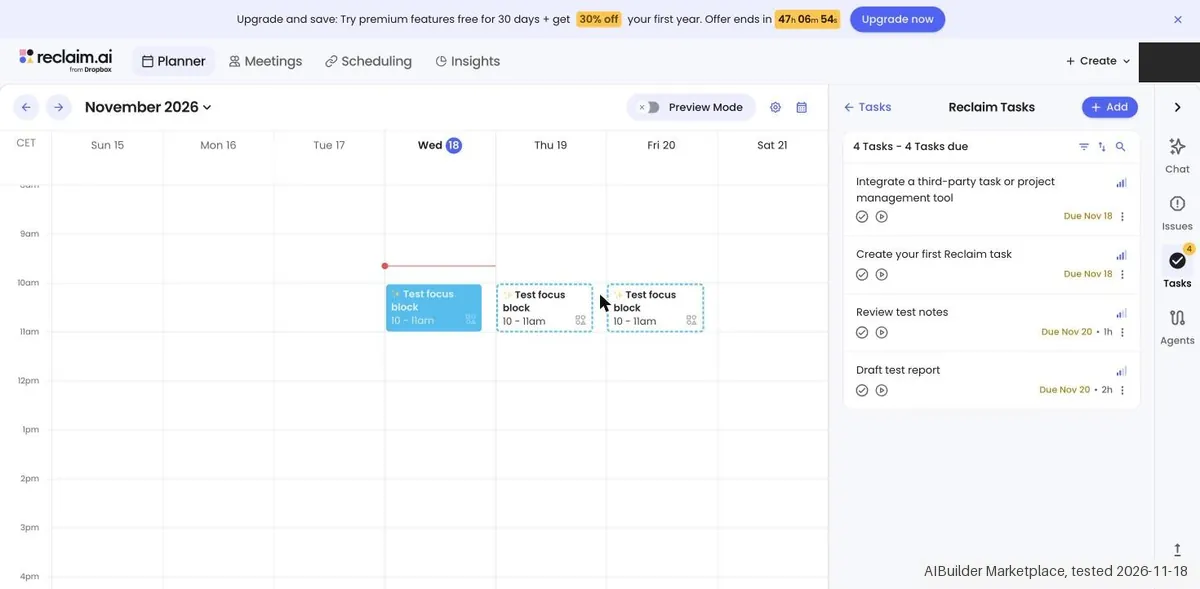 Upgrade and save: Try premium features free for 30 days + get 30% off your first year. Offer ends in 47h 06m 54s Upgrade now
reclaim.ai
from Dropbox
Planner
Meetings
Scheduling
Insights
+ Create
November 2026
Preview Mode
Tasks
Reclaim Tasks
+ Add
CET
Sun 15
Mon 16
Tue 17
Wed 18
Thu 19
Fri 20
Sat 21
9am
10am
11am
12pm
1pm
2pm
3pm
4pm
Test focus
block
10 - 11am
Test focus
block
10 - 11am
Test focus
block
10 - 11am
4 Tasks - 4 Tasks due
Integrate a third-party task or project
management tool
Due Nov 18
Create your first Reclaim task
Due Nov 18
Review test notes
Due Nov 20 • 1h
Draft test report
Due Nov 20 • 2h
Chat
Issues
4
Tasks
Agents
AIBuilder Marketplace, tested 2026-11-18